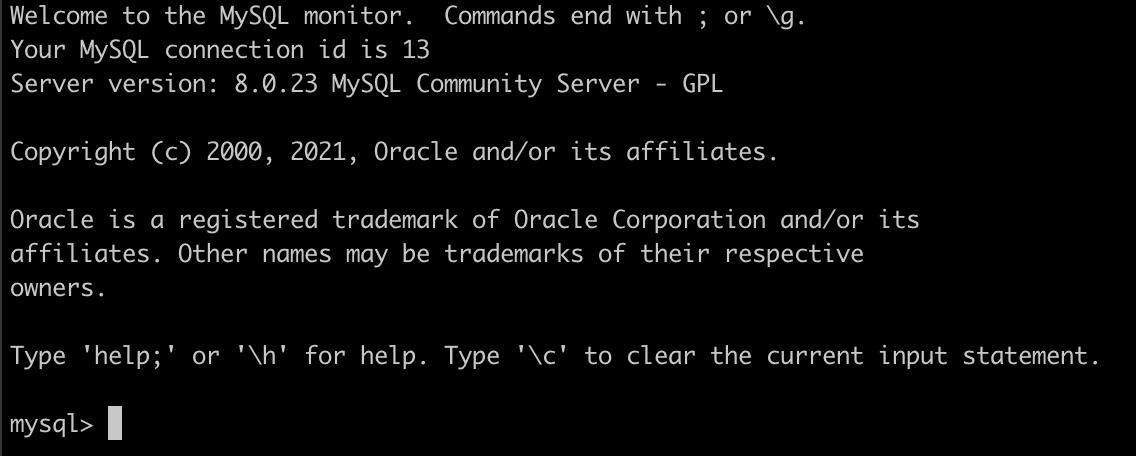 Welcome to the MySQL monitor.  Commands end with ; or \g.
Your MySQL connection id is 13
Server version: 8.0.23 MySQL Community Server - GPL
Copyright (c) 2000, 2021, Oracle and/or its affiliates.
Oracle is a registered trademark of Oracle Corporation and/or its
affiliates. Other names may be trademarks of their respective
owners.
Type 'help;' or '\h' for help. Type '\c' to clear the current input statement.
mysql>